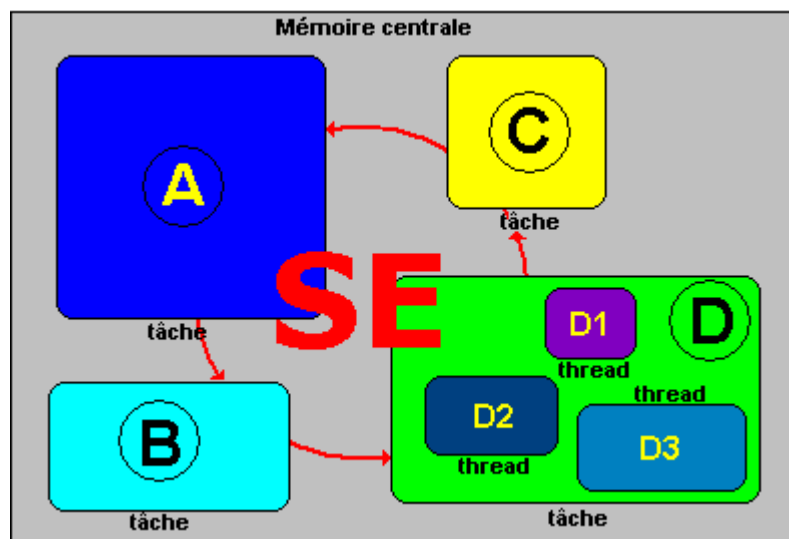 Mémoire centrale
A
tâche
C
tâche
SE
B
tâche
D
D1
thread
D2
thread
thread
D3
tâche